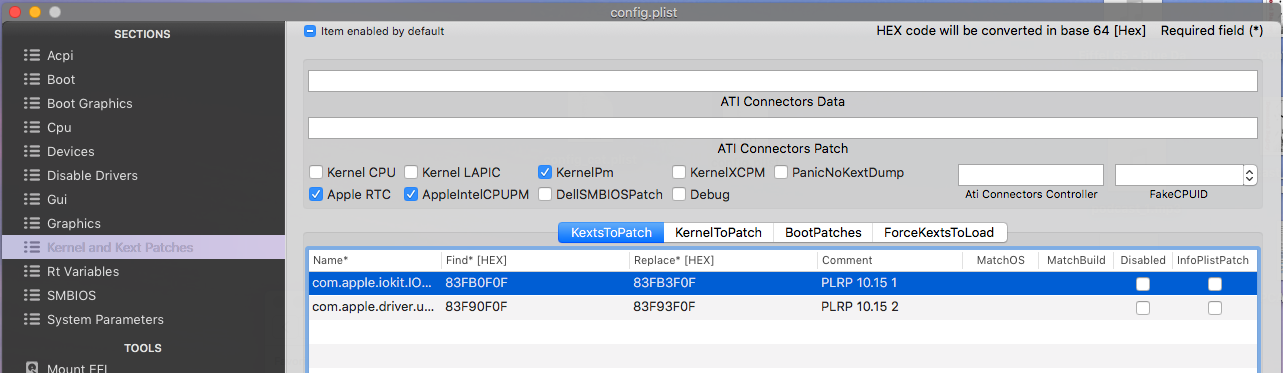 config.plist
SECTIONS
Acpi
Boot
Boot Graphics
Cpu
Devices
Disable Drivers
Gui
Graphics
Kernel and Kext Patches
Rt Variables
SMBIOS
System Parameters
TOOLS
Mount EFI
Item enabled by default
HEX code will be converted in base 64 [Hex] Required field (*)
ATI Connectors Data
ATI Connectors Patch
Kernel CPU Kernel LAPIC KernelPm KernelXCPM PanicNoKextDump
Apple RTC AppleIntelCPUPM DellSMBIOSPatch Debug
Ati Connectors Controller FakeCPUID
KextsToPatch KernelToPatch BootPatches ForceKextsToLoad
Name* Find* [HEX] Replace* [HEX] Comment MatchOS MatchBuild Disabled InfoPlistPatch
com.apple.iokit.IO... 83FB0F0F 83FB3F0F PLRP 10.15 1
com.apple.driver.u... 83F90F0F 83F93F0F PLRP 10.15 2